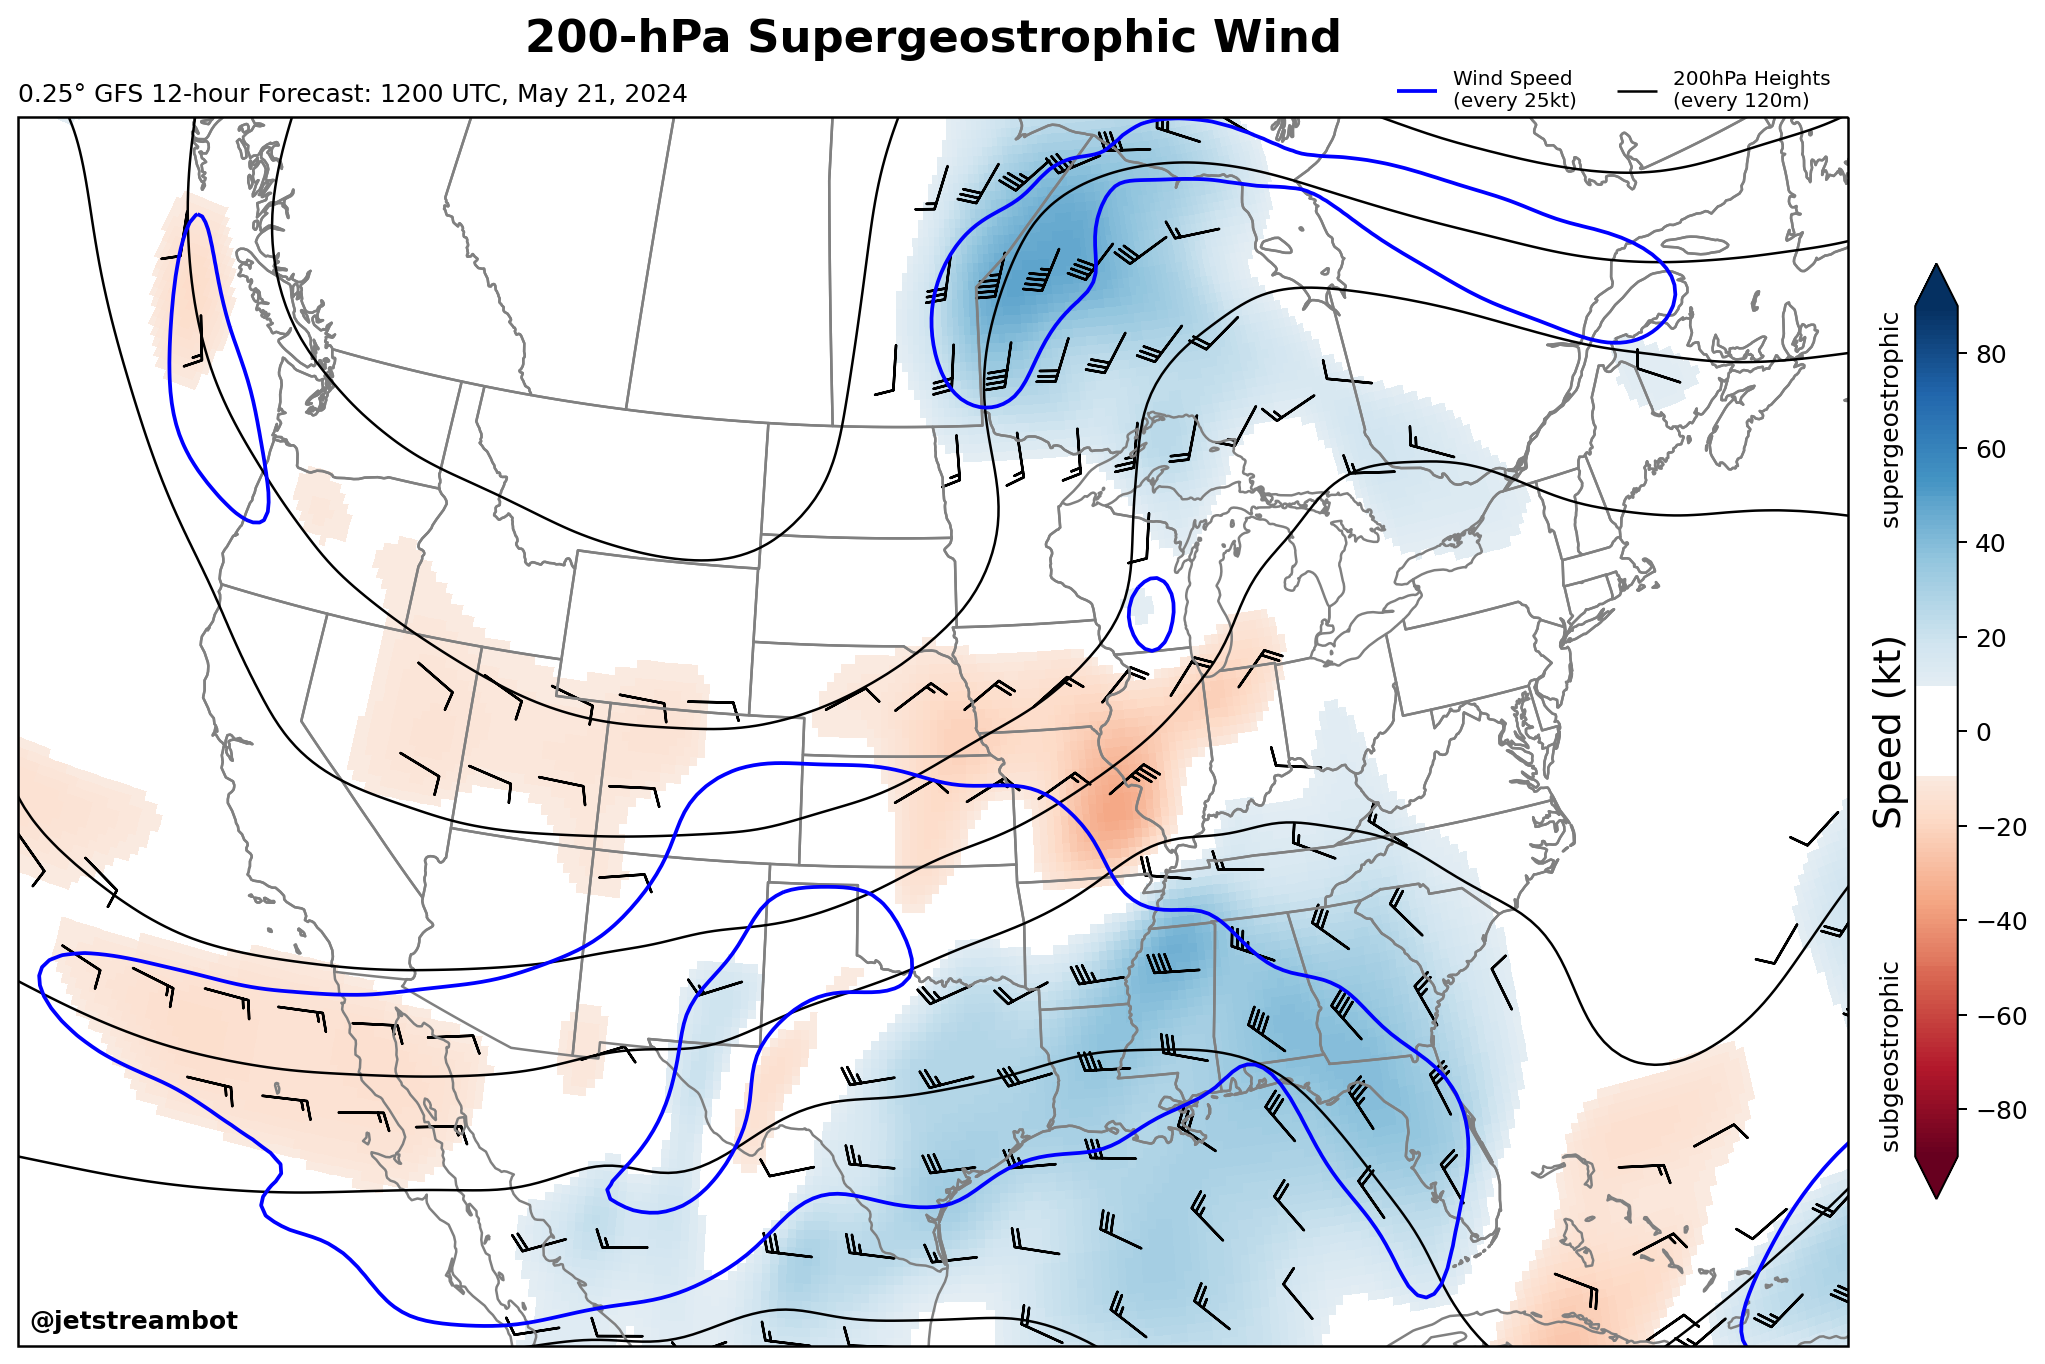 200-hPa Supergeostrophic Wind
0.25° GFS 12-hour Forecast: 1200 UTC, May 21, 2024
Wind Speed
(every 25kt)
200hPa Heights
(every 120m)
supergeostrophic
subgeostrophic
Speed (kt)
80
60
40
20
0
−20
−40
−60
−80
@jetstreambot